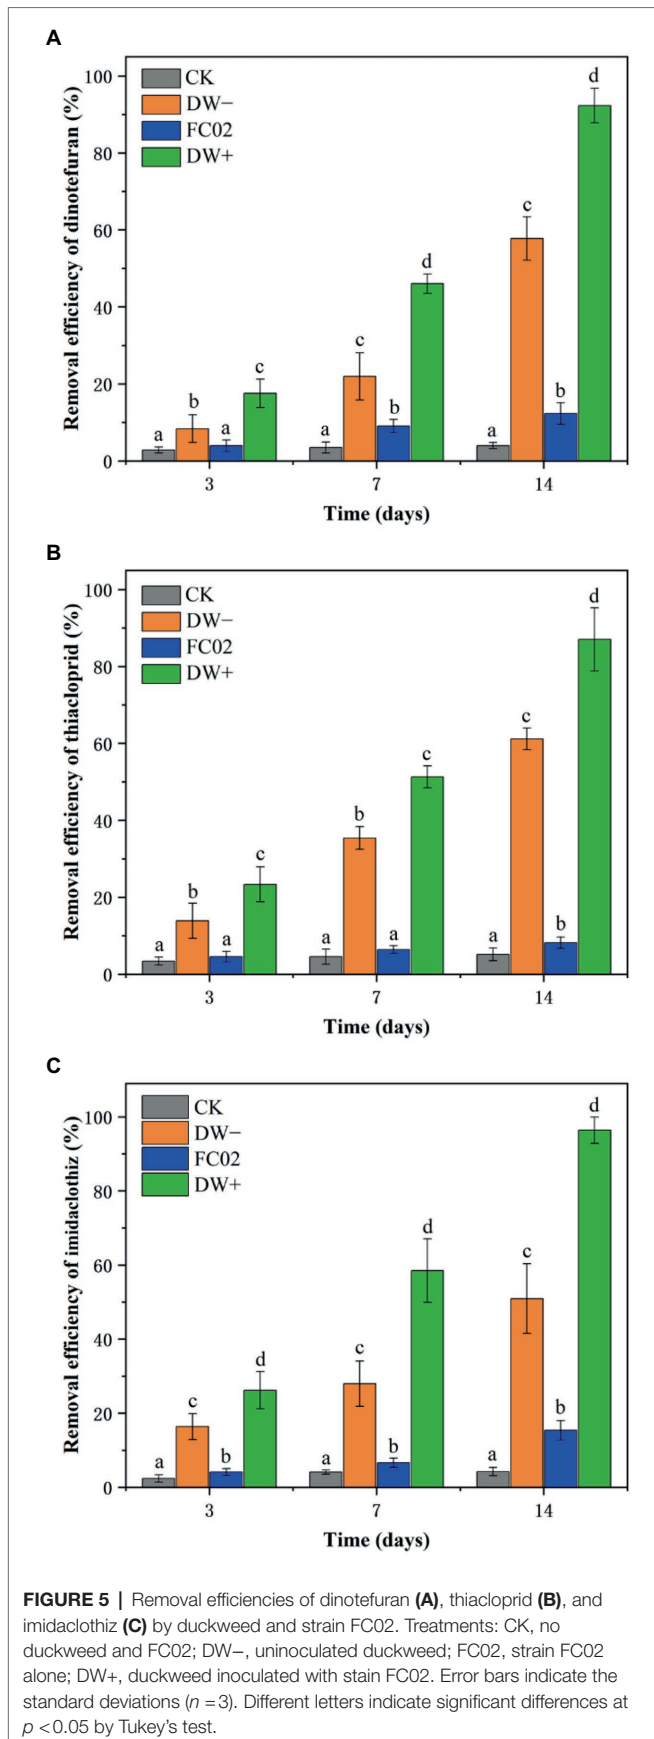 A
Removal efficiency of dinotefuran (%)
100
80
60
40
20
0
CK
DW−
FC02
DW+
a
b
a
c
a
c
b
d
a
c
b
d
3
7
14
Time (days)
B
Removal efficiency of thiacloprid (%)
100
80
60
40
20
0
CK
DW−
FC02
DW+
a
b
a
c
a
b
a
c
a
c
b
d
3
7
14
Time (days)
C
Removal efficiency of imidaclothiz (%)
100
80
60
40
20
0
CK
DW−
FC02
DW+
a
c
b
d
a
c
b
d
a
c
b
d
3
7
14
Time (days)
FIGURE 5 | Removal efficiencies of dinotefuran (A), thiacloprid (B), and
imidaclothiz (C) by duckweed and strain FC02. Treatments: CK, no
duckweed and FC02; DW−, uninoculated duckweed; FC02, strain FC02
alone; DW+, duckweed inoculated with stain FC02. Error bars indicate the
standard deviations (n = 3). Different letters indicate significant differences at
p < 0.05 by Tukey's test.